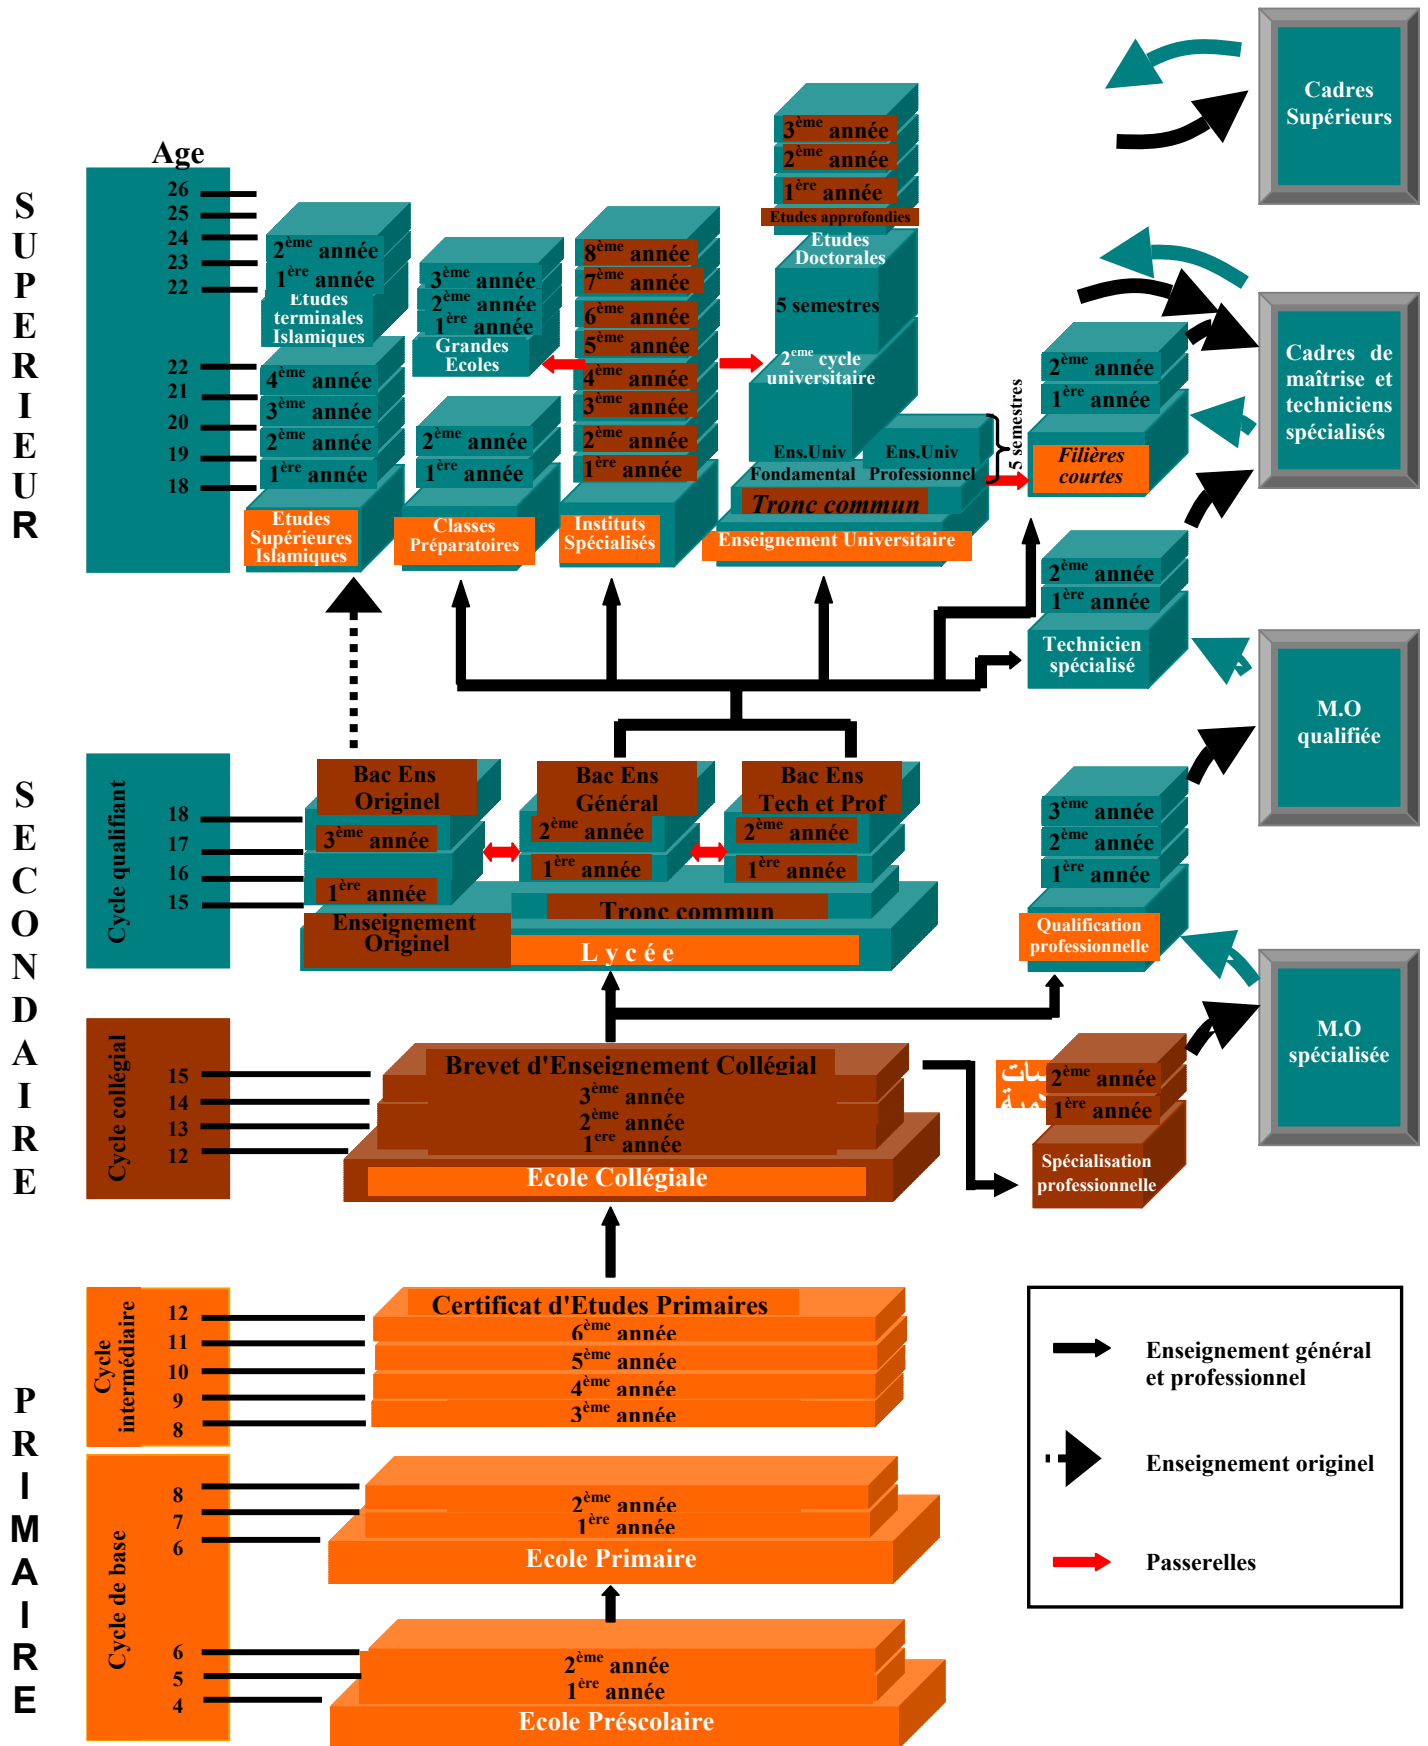 SUPERIEUR
Age
26
25
24
23
22
22
21
20
19
18
2ème année
1ère année
Etudes
terminales
Islamiques
4ème année
3ème année
2ème année
1ère année
Etudes
Supérieures
Islamiques
3ème année
2ème année
1ère année
Grandes
Ecoles
2ème année
1ère année
Classes
Préparatoires
8ème année
7ème année
6ème année
5ème année
4ème année
3ème année
2ème année
1ère année
Instituts
Spécialisés
3ème année
2ème année
1ère année
Etudes approfondies
Etudes
Doctorales
5 semestres
2eme cycle
universitaire
Ens.Univ
Fondamental
Ens.Univ
Professionnel
5 semestres
Tronc commun
Enseignement Universitaire
2ème année
1ère année
Filières
courtes
2ème année
1ère année
Technicien
spécialisé
Cadres
Supérieurs
Cadres de
maîtrise et
techniciens
spécialisés
M.O
qualifiée
M.O
spécialisée
SECONDAIRE
Cycle qualifiant
18
17
16
15
Bac Ens
Originel
3ème année
1ère année
Enseignement
Originel
Bac Ens
Général
2ème année
1ère année
Bac Ens
Tech et Prof
2ème année
1ère année
Tronc commun
Lycée
3ème année
2ème année
1ère année
Qualification
professionnelle
Cycle collégial
15
14
13
12
Brevet d'Enseignement Collégial
3ème année
2ème année
1ere année
Ecole Collégiale
2ème année
1ère année
Spécialisation
professionnelle
PRIMAIRE
Cycle
intermédiaire
12
11
10
9
8
Certificat d'Etudes Primaires
6ème année
5ème année
4ème année
3ème année
Cycle de base
8
7
6
2ème année
1ère année
Ecole Primaire
6
5
4
2ème année
1ère année
Ecole Préscolaire
Enseignement général
et professionnel
Enseignement originel
Passerelles